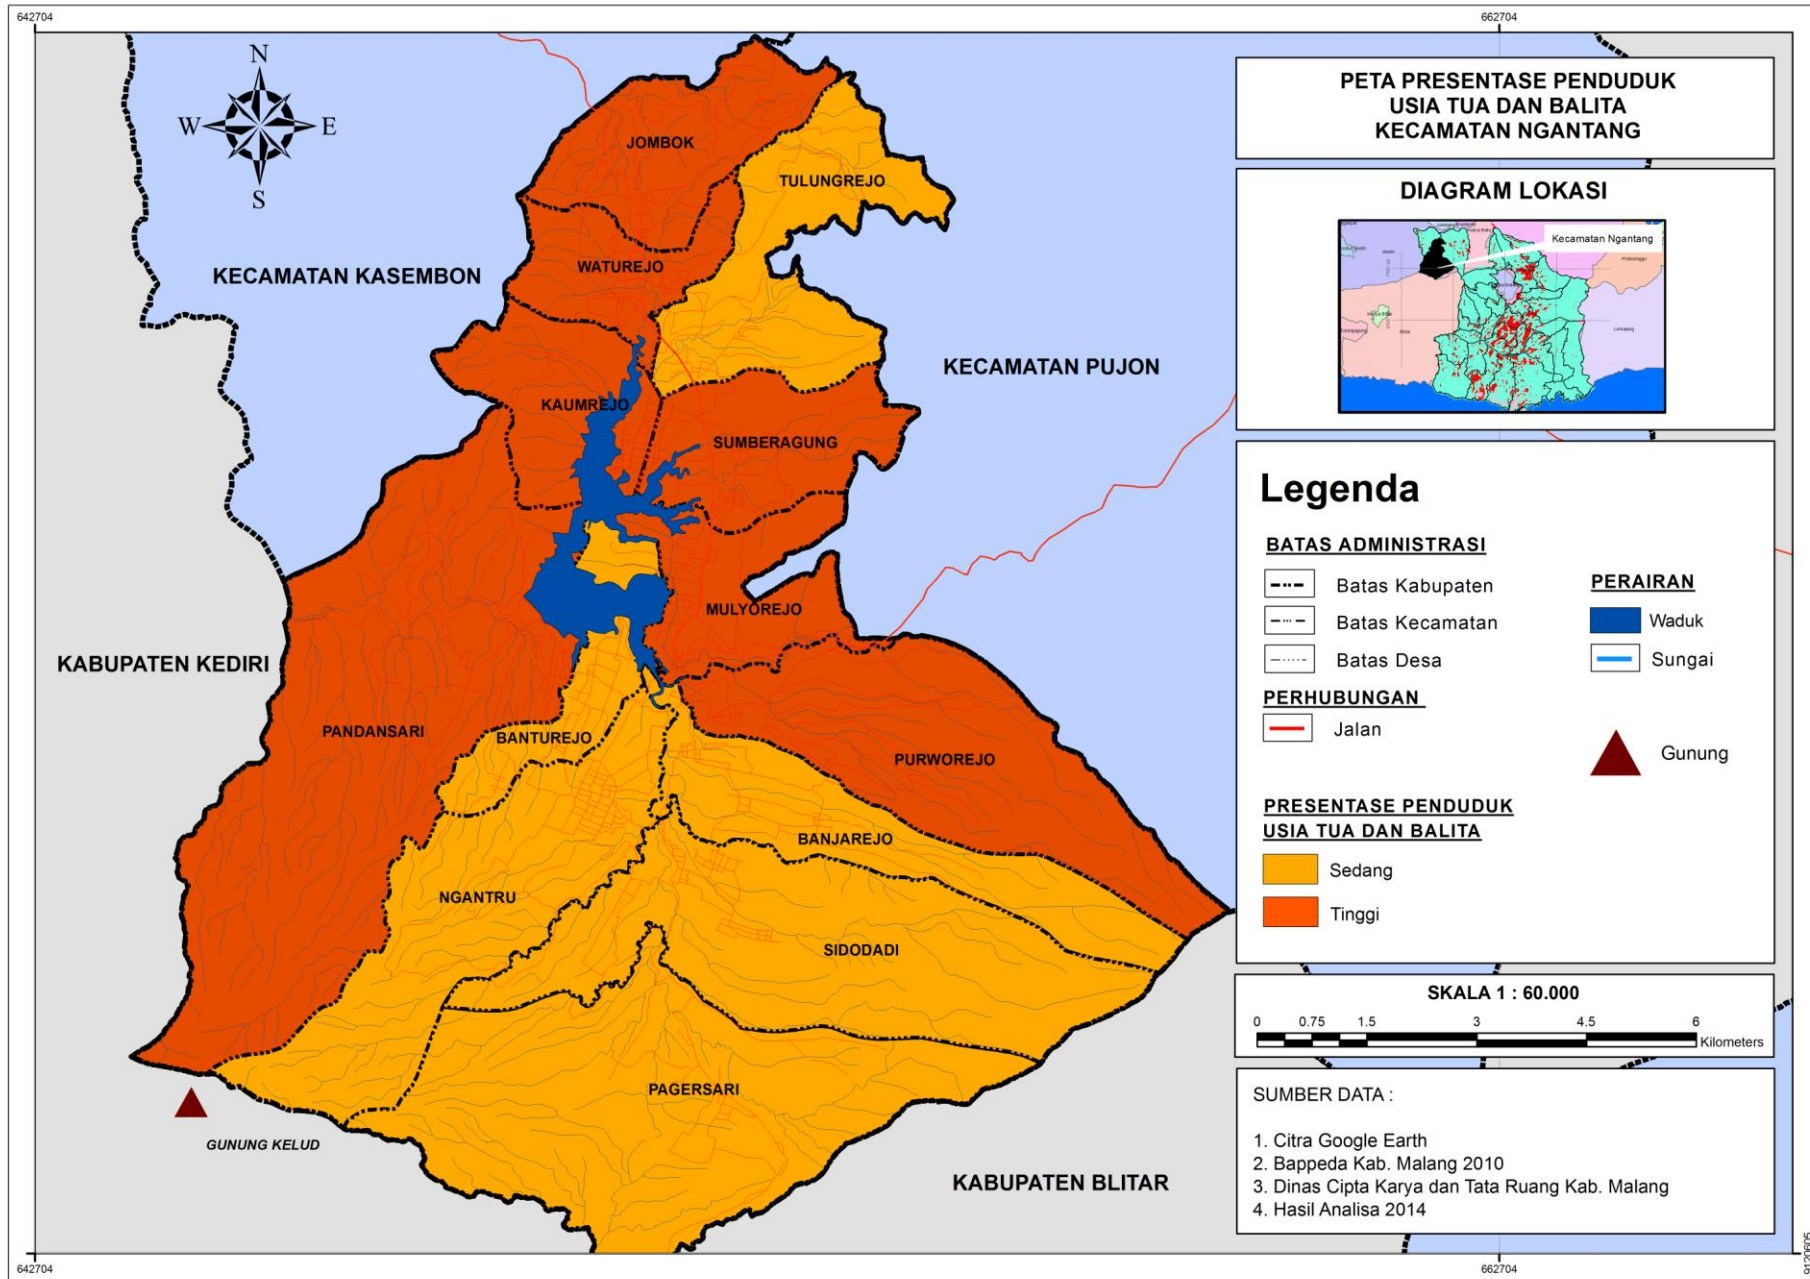 642704
662704
N
W
E
S
PETA PRESENTASE PENDUDUK
USIA TUA DAN BALITA
KECAMATAN NGANTANG
DIAGRAM LOKASI
Kecamatan Ngantang
JOMBOK
TULUNGREJO
WATUREJO
KECAMATAN KASEMBON
KECAMATAN PUJON
KAUMREJO
SUMBERAGUNG
MULYOREJO
KABUPATEN KEDIRI
PANDANSARI
BANTUREJO
PURWOREJO
BANJAREJO
NGANTRU
SIDODADI
PAGERSARI
GUNUNG KELUD
KABUPATEN BLITAR
Legenda
BATAS ADMINISTRASI
Batas Kabupaten
Batas Kecamatan
Batas Desa
PERHUBUNGAN
Jalan
PERAIRAN
Waduk
Sungai
Gunung
PRESENTASE PENDUDUK
USIA TUA DAN BALITA
Sedang
Tinggi
SKALA 1 : 60.000
0 0.75 1.5 3 4.5 6
Kilometers
SUMBER DATA :
1. Citra Google Earth
2. Bappeda Kab. Malang 2010
3. Dinas Cipta Karya dan Tata Ruang Kab. Malang
4. Hasil Analisa 2014
642704
662704
9120605